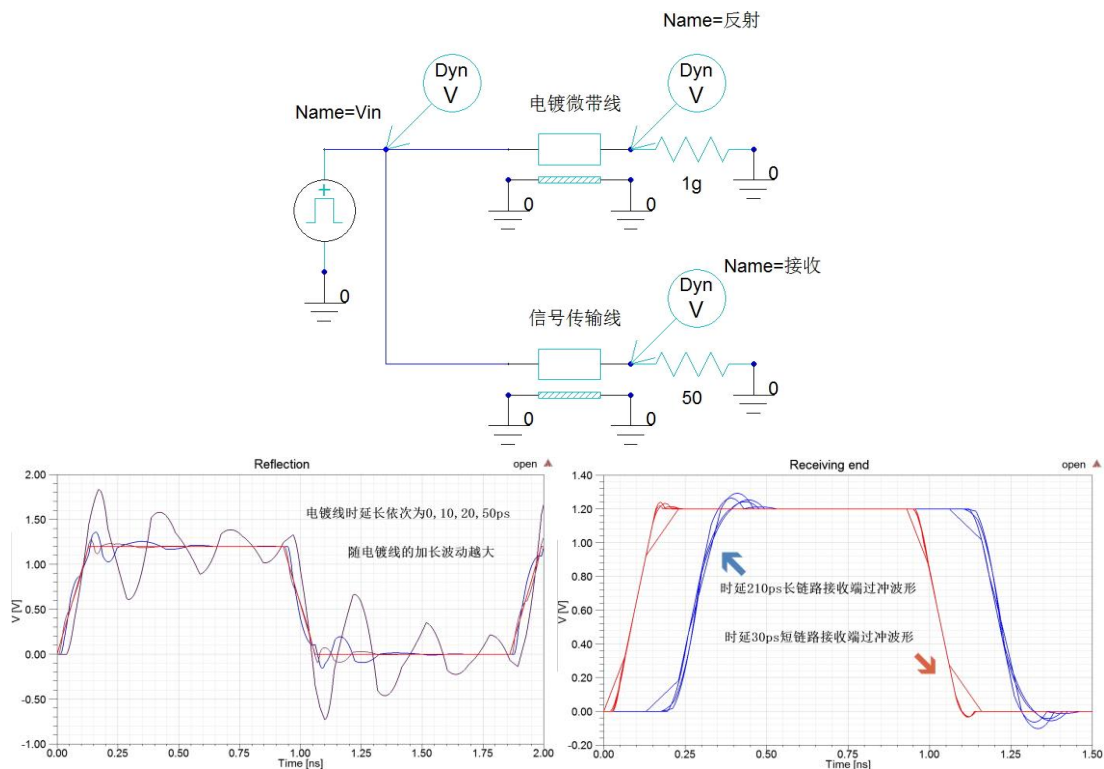 Name=反射
Dyn
V
Dyn
V
Name=Vin
电镀微带线
0
1g
0
0
0
Name=接收
Dyn
V
信号传输线
0
50
0
0
Reflection
open
2.00
1.50
1.00
0.50
0.00
-0.50
-1.00
V [V]
电镀线时延长依次为0,10,20,50ps
随电镀线的加长波动越大
0.00
0.25
0.50
0.75
1.00
1.25
1.50
1.75
2.00
Time [ns]
Receiving end
open
1.40
1.20
1.00
0.80
0.60
0.40
0.20
0.00
-0.20
V [V]
时延210ps长链路接收端过冲波形
时延30ps短链路接收端过冲波形
0.00
0.25
0.50
0.75
1.00
1.25
1.50
Time [ns]